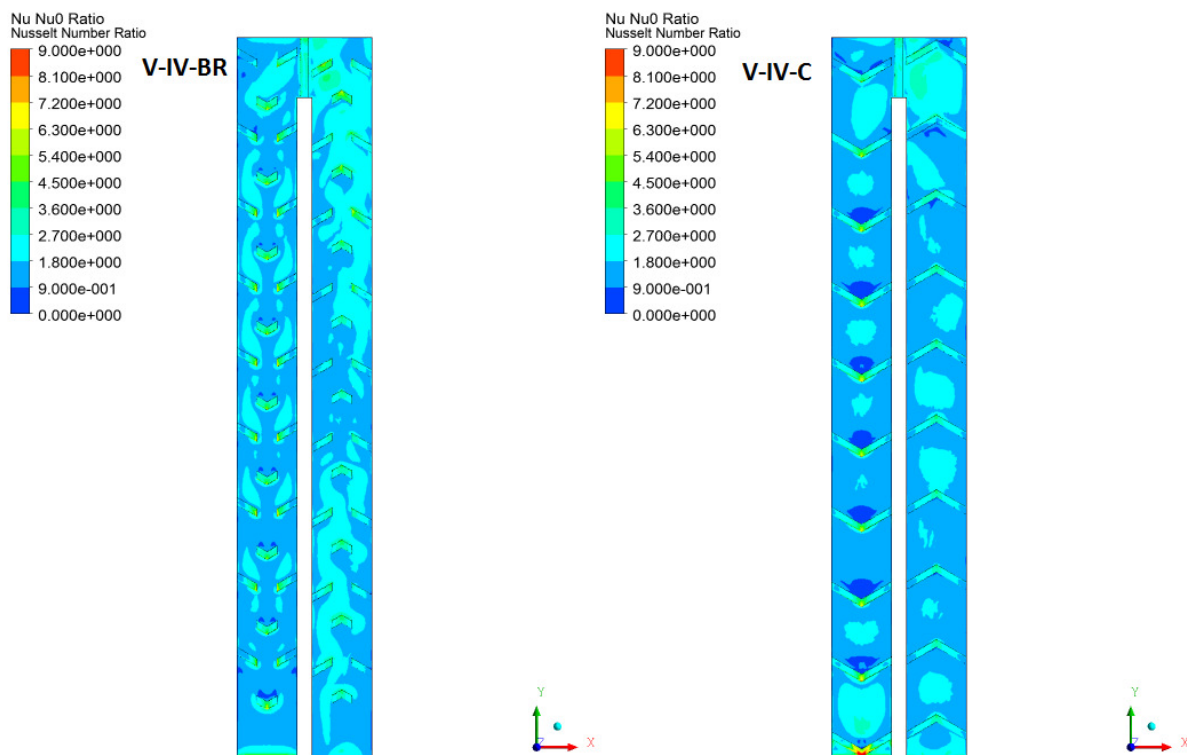 Nu Nu0 Ratio
Nusselt Number Ratio
9.000e+000
8.100e+000
7.200e+000
6.300e+000
5.400e+000
4.500e+000
3.600e+000
2.700e+000
1.800e+000
9.000e-001
0.000e+000
V-IV-BR
Y
Z
X
Nu Nu0 Ratio
Nusselt Number Ratio
9.000e+000
8.100e+000
7.200e+000
6.300e+000
5.400e+000
4.500e+000
3.600e+000
2.700e+000
1.800e+000
9.000e-001
0.000e+000
V-IV-C
Y
Z
X